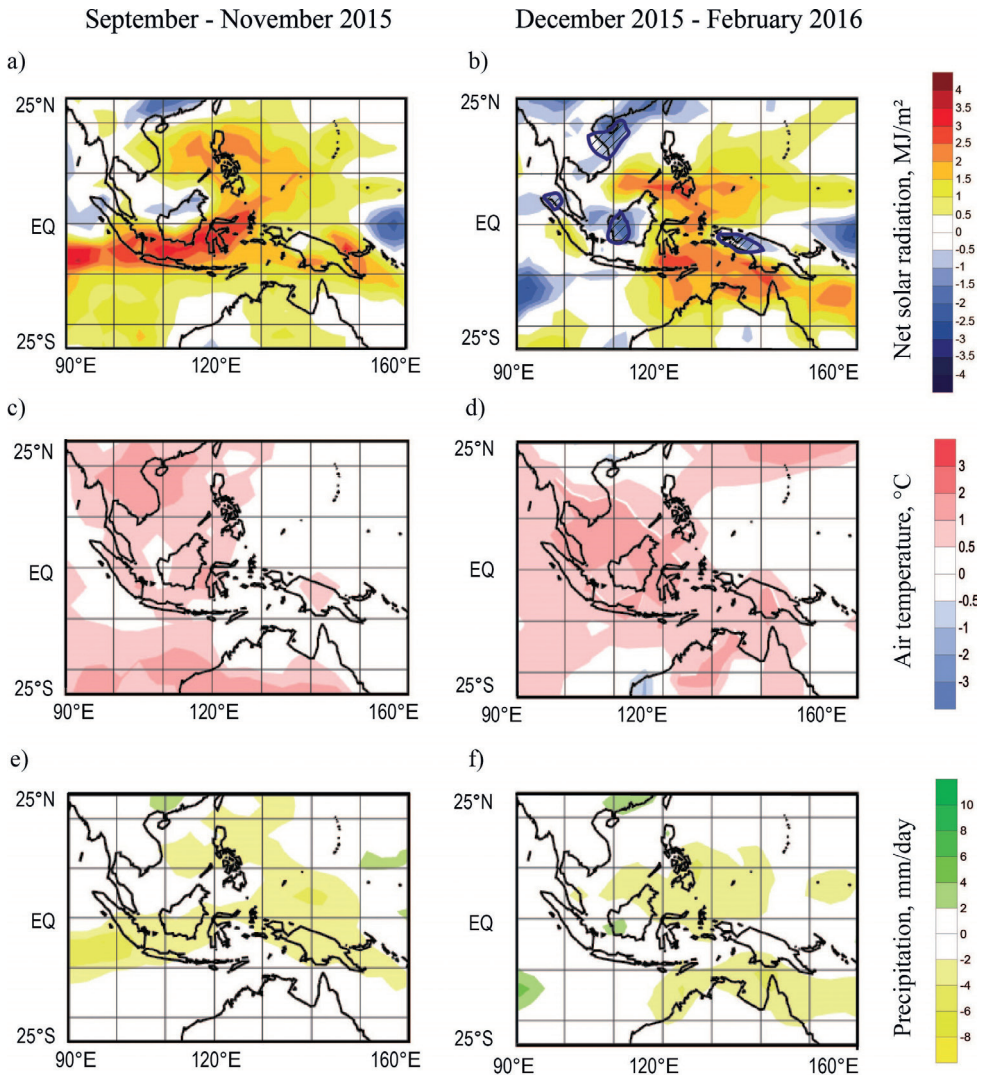 September - November 2015
December 2015 - February 2016
a)
b)
25°N
EQ
25°S
90°E
120°E
160°E
25°N
EQ
25°S
90°E
120°E
160°E
4
3.5
3
2.5
2
1.5
1
0.5
0
-0.5
-1
-1.5
-2
-2.5
-3
-3.5
-4
Net solar radiation, MJ/m²
c)
d)
25°N
EQ
25°S
90°E
120°E
160°E
25°N
EQ
25°S
90°E
120°E
160°E
3
2
1
0.5
0
-0.5
-1
-2
-3
Air temperature, °C
e)
f)
25°N
EQ
25°S
90°E
120°E
160°E
25°N
EQ
25°S
90°E
120°E
160°E
10
8
6
4
2
0
-2
-4
-6
-8
Precipitation, mm/day